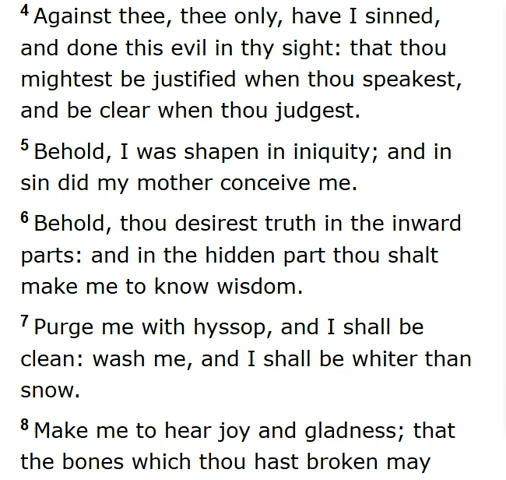 4 Against thee, thee only, have I sinned,
and done this evil in thy sight: that thou
mightest be justified when thou speakest,
and be clear when thou judgest.
5 Behold, I was shapen in iniquity; and in
sin did my mother conceive me.
6 Behold, thou desirest truth in the inward
parts: and in the hidden part thou shalt
make me to know wisdom.
7 Purge me with hyssop, and I shall be
clean: wash me, and I shall be whiter than
snow.
8 Make me to hear joy and gladness; that
the bones which thou hast broken may